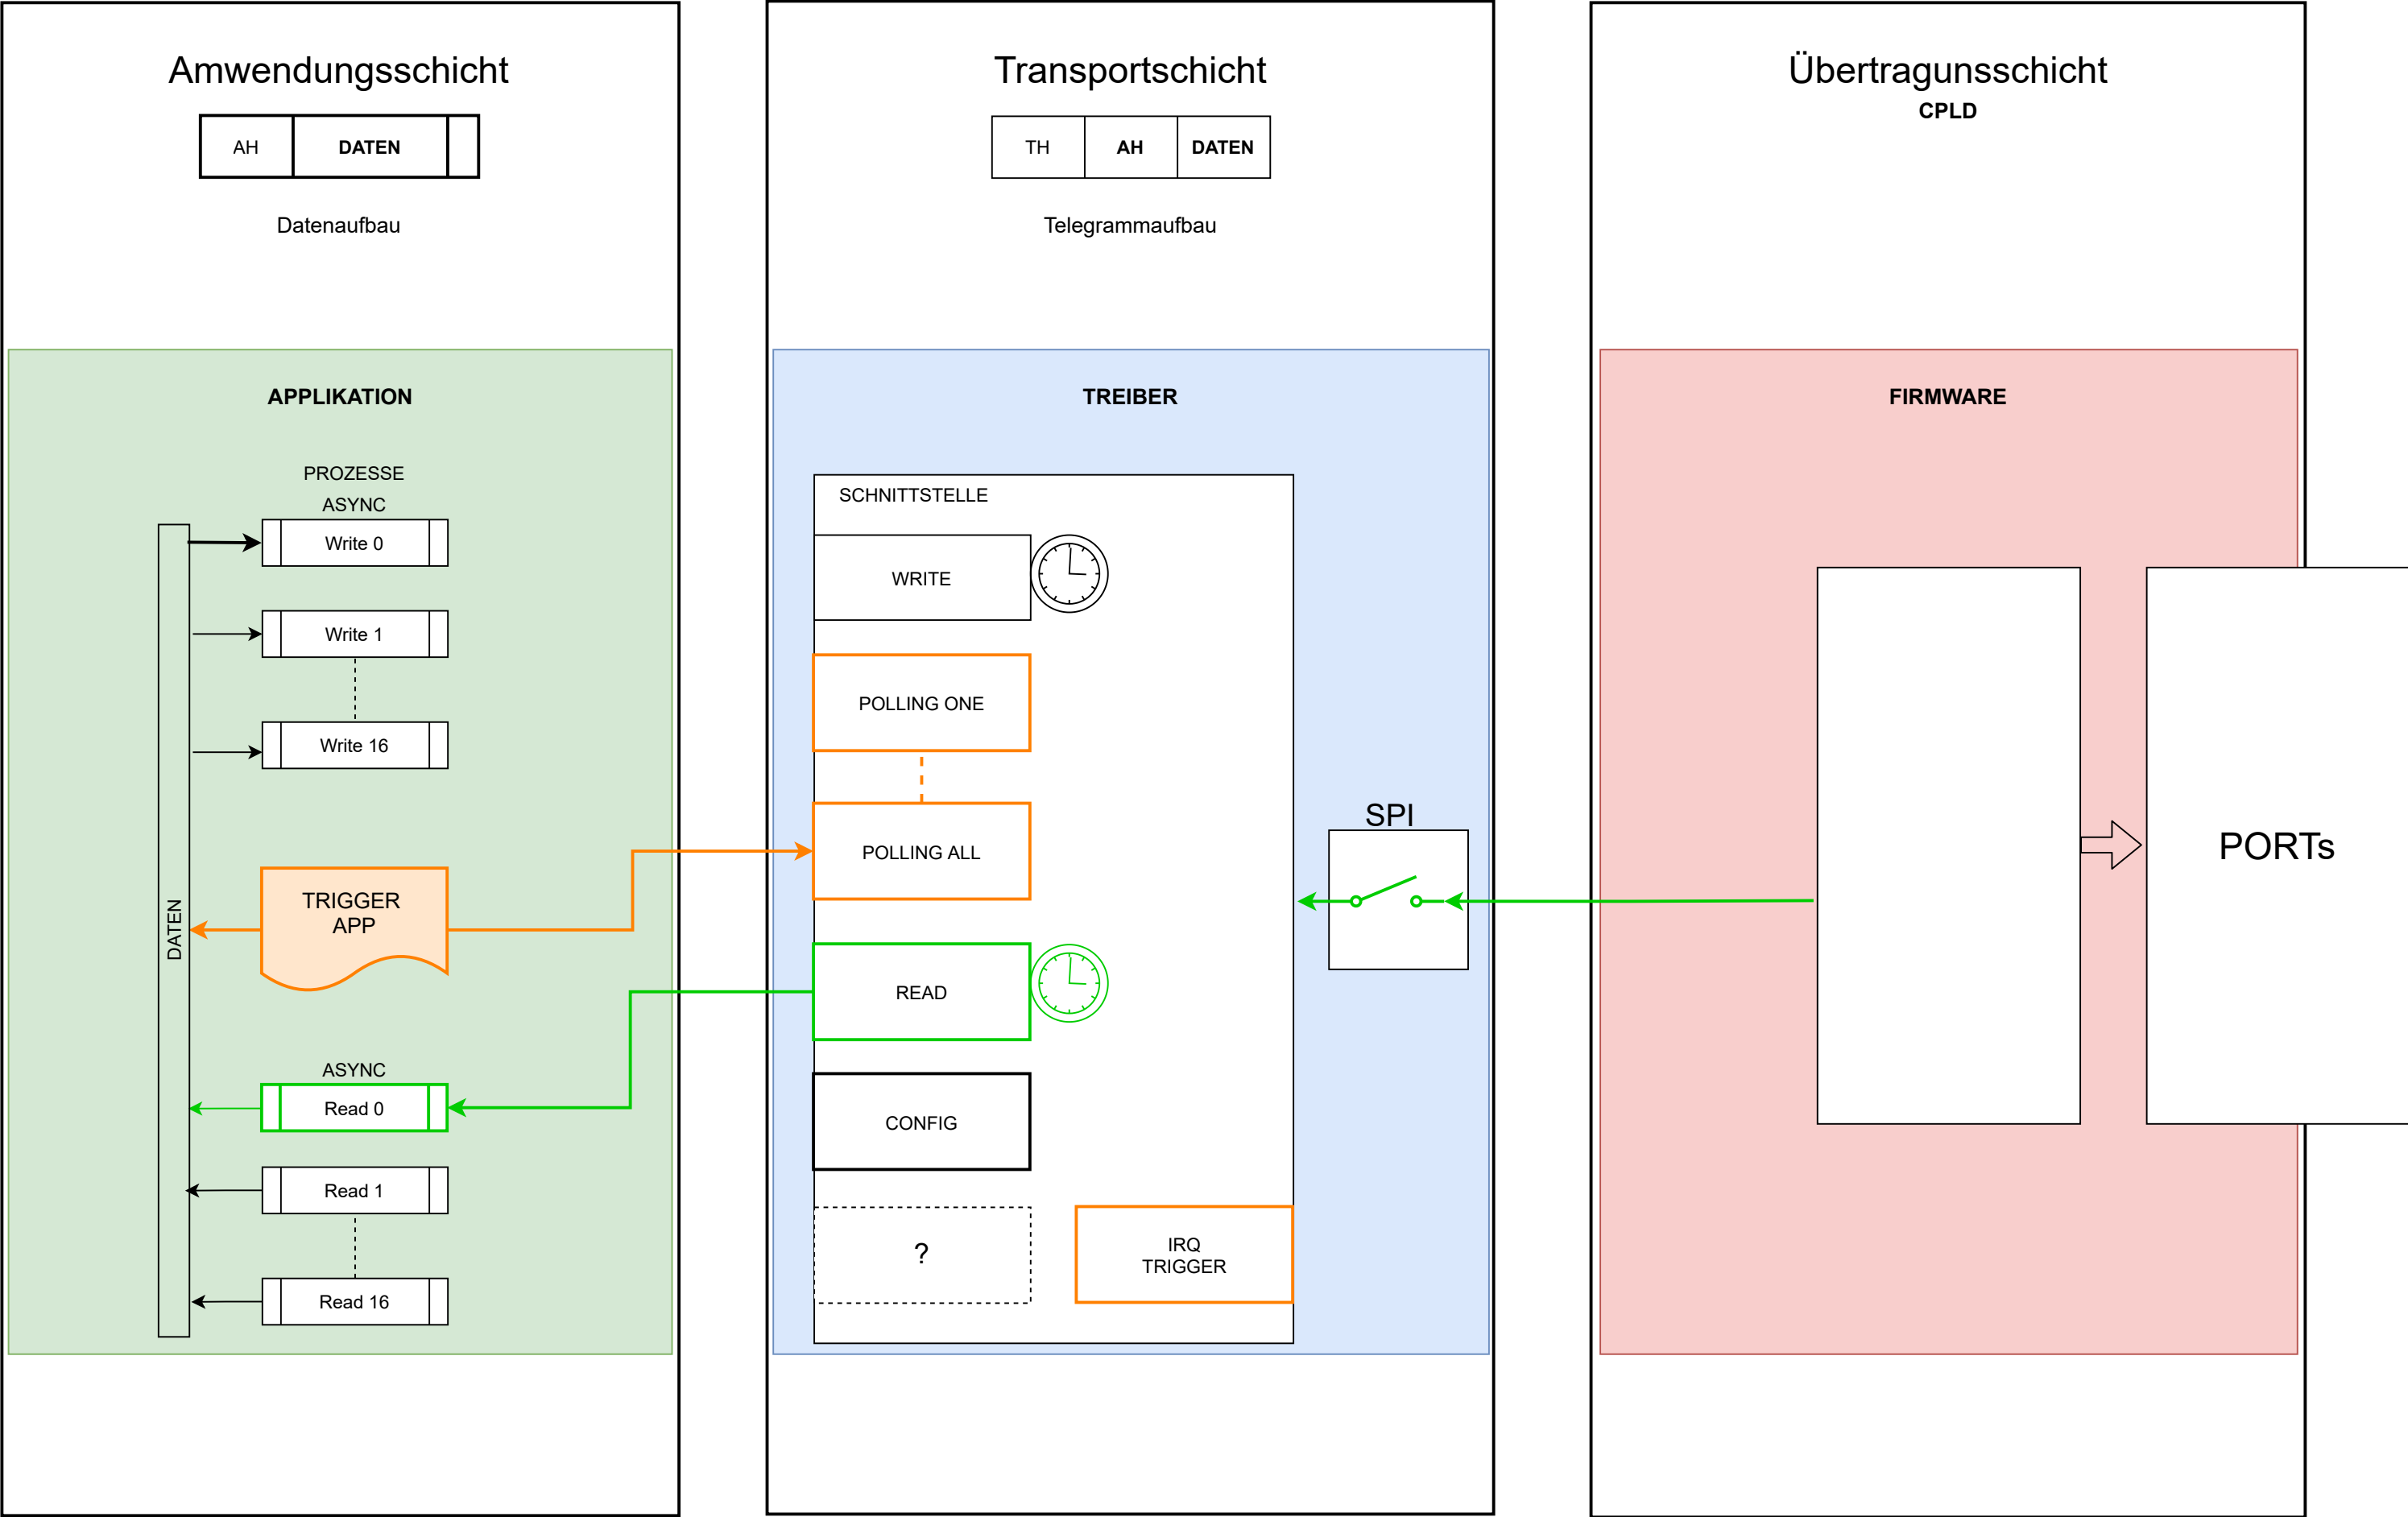 Amwendungsschicht
AH
DATEN
Datenaufbau
APPLIKATION
PROZESSE
ASYNC
Write 0
Write 1
Write 16
TRIGGER
APP
DATEN
ASYNC
Read 0
Read 1
Read 16
Transportschicht
TH
AH
DATEN
Telegrammaufbau
TREIBER
SCHNITTSTELLE
WRITE
POLLING ONE
POLLING ALL
READ
CONFIG
?
IRQ
TRIGGER
SPI
Übertragunsschicht
CPLD
FIRMWARE
PORTs